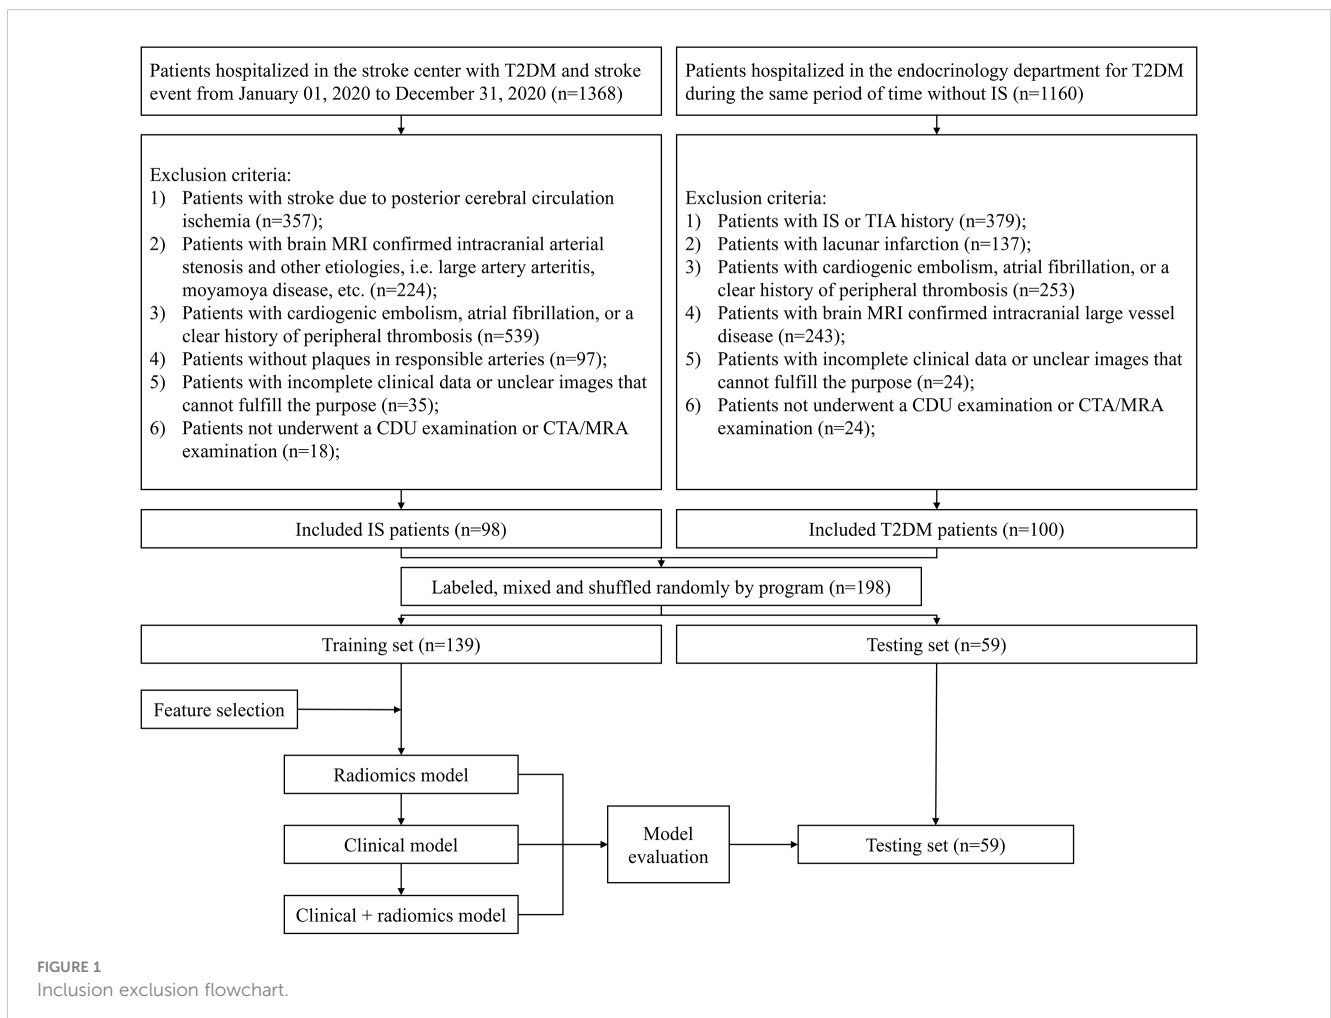 Patients hospitalized in the stroke center with T2DM and stroke
event from January 01, 2020 to December 31, 2020 (n=1368)
Patients hospitalized in the endocrinology department for T2DM
during the same period of time without IS (n=1160)
Exclusion criteria:
1) Patients with stroke due to posterior cerebral circulation
ischemia (n=357);
2) Patients with brain MRI confirmed intracranial arterial
stenosis and other etiologies, i.e. large artery arteritis,
moyamoya disease, etc. (n=224);
3) Patients with cardiogenic embolism, atrial fibrillation, or a
clear history of peripheral thrombosis (n=539)
4) Patients without plaques in responsible arteries (n=97);
5) Patients with incomplete clinical data or unclear images that
cannot fulfill the purpose (n=35);
6) Patients not underwent a CDU examination or CTA/MRA
examination (n=18);
Exclusion criteria:
1) Patients with IS or TIA history (n=379);
2) Patients with lacunar infarction (n=137);
3) Patients with cardiogenic embolism, atrial fibrillation, or a
clear history of peripheral thrombosis (n=253)
4) Patients with brain MRI confirmed intracranial large vessel
disease (n=243);
5) Patients with incomplete clinical data or unclear images that
cannot fulfill the purpose (n=24);
6) Patients not underwent a CDU examination or CTA/MRA
examination (n=24);
Included IS patients (n=98)
Included T2DM patients (n=100)
Labeled, mixed and shuffled randomly by program (n=198)
Training set (n=139)
Testing set (n=59)
Feature selection
Radiomics model
Clinical model
Clinical + radiomics model
Model
evaluation
Testing set (n=59)
FIGURE 1
Inclusion exclusion flowchart.